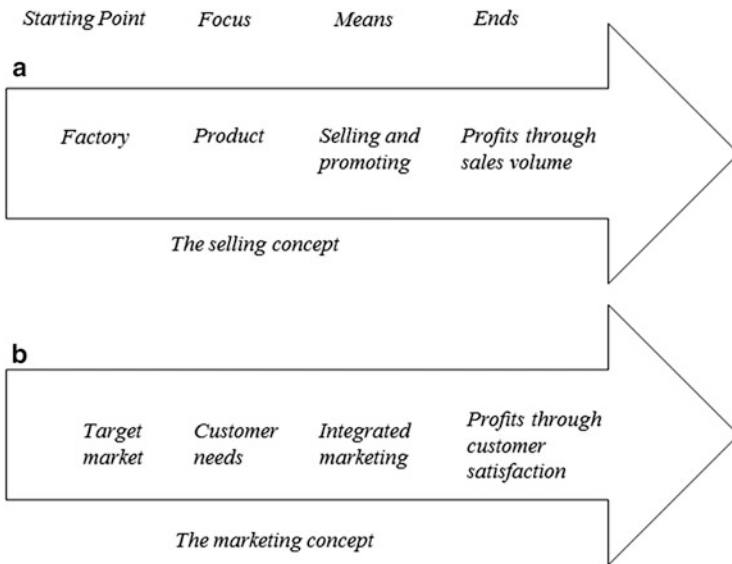 Starting Point Focus Means Ends
a
Factory Product Selling and Profits through
promoting sales volume
The selling concept
b
Target Customer Integrated Profits through
market needs marketing customer
satisfaction
The marketing concept